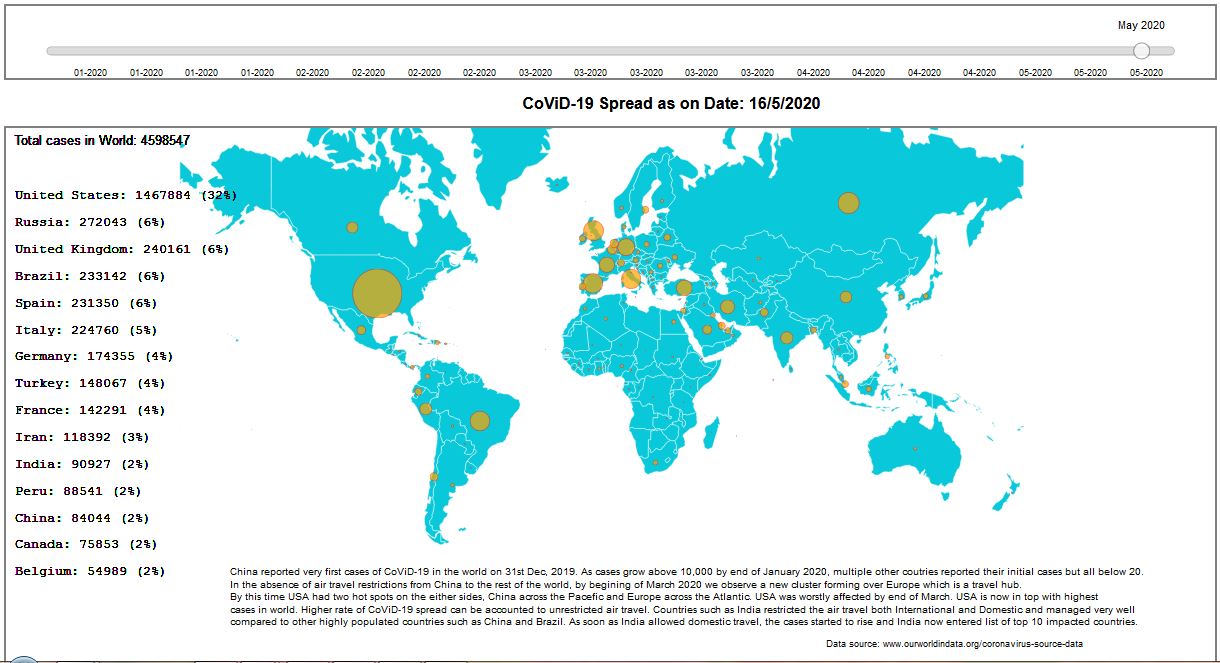 May 2020
01-2020 01-2020 01-2020 01-2020 02-2020 02-2020 02-2020 02-2020 03-2020 03-2020 03-2020 03-2020 03-2020 04-2020 04-2020 04-2020 04-2020 05-2020 05-2020 05-2020
CoViD-19 Spread as on Date: 16/5/2020
Total cases in World: 4598547
United States: 1467884 (32%)
Russia: 272043 (6%)
United Kingdom: 240161 (6%)
Brazil: 233142 (6%)
Spain: 231350 (6%)
Italy: 224760 (5%)
Germany: 174355 (4%)
Turkey: 148067 (4%)
France: 142291 (4%)
Iran: 118392 (3%)
India: 90927 (2%)
Peru: 88541 (2%)
China: 84044 (2%)
Canada: 75853 (2%)
Belgium: 54989 (2%)
China reported very first cases of CoViD-19 in the world on 31st Dec, 2019. As cases grow above 10,000 by end of January 2020, multiple other coutries reported their initial cases but all below 20.
In the absence of air travel restrictions from China to the rest of the world, by begining of March 2020 we observe a new cluster forming over Europe which is a travel hub.
By this time USA had two hot spots on the either sides, China across the Pacefic and Europe across the Atlantic. USA was worstly affected by end of March. USA is now in top with highest
cases in world. Higher rate of CoViD-19 spread can be accounted to unrestricted air travel. Countries such as India restricted the air travel both International and Domestic and managed very well
compared to other highly populated countries such as China and Brazil. As soon as India allowed domestic travel, the cases started to rise and India now entered list of top 10 impacted countries.
Data source: www.ourworldindata.org/coronavirus-source-data